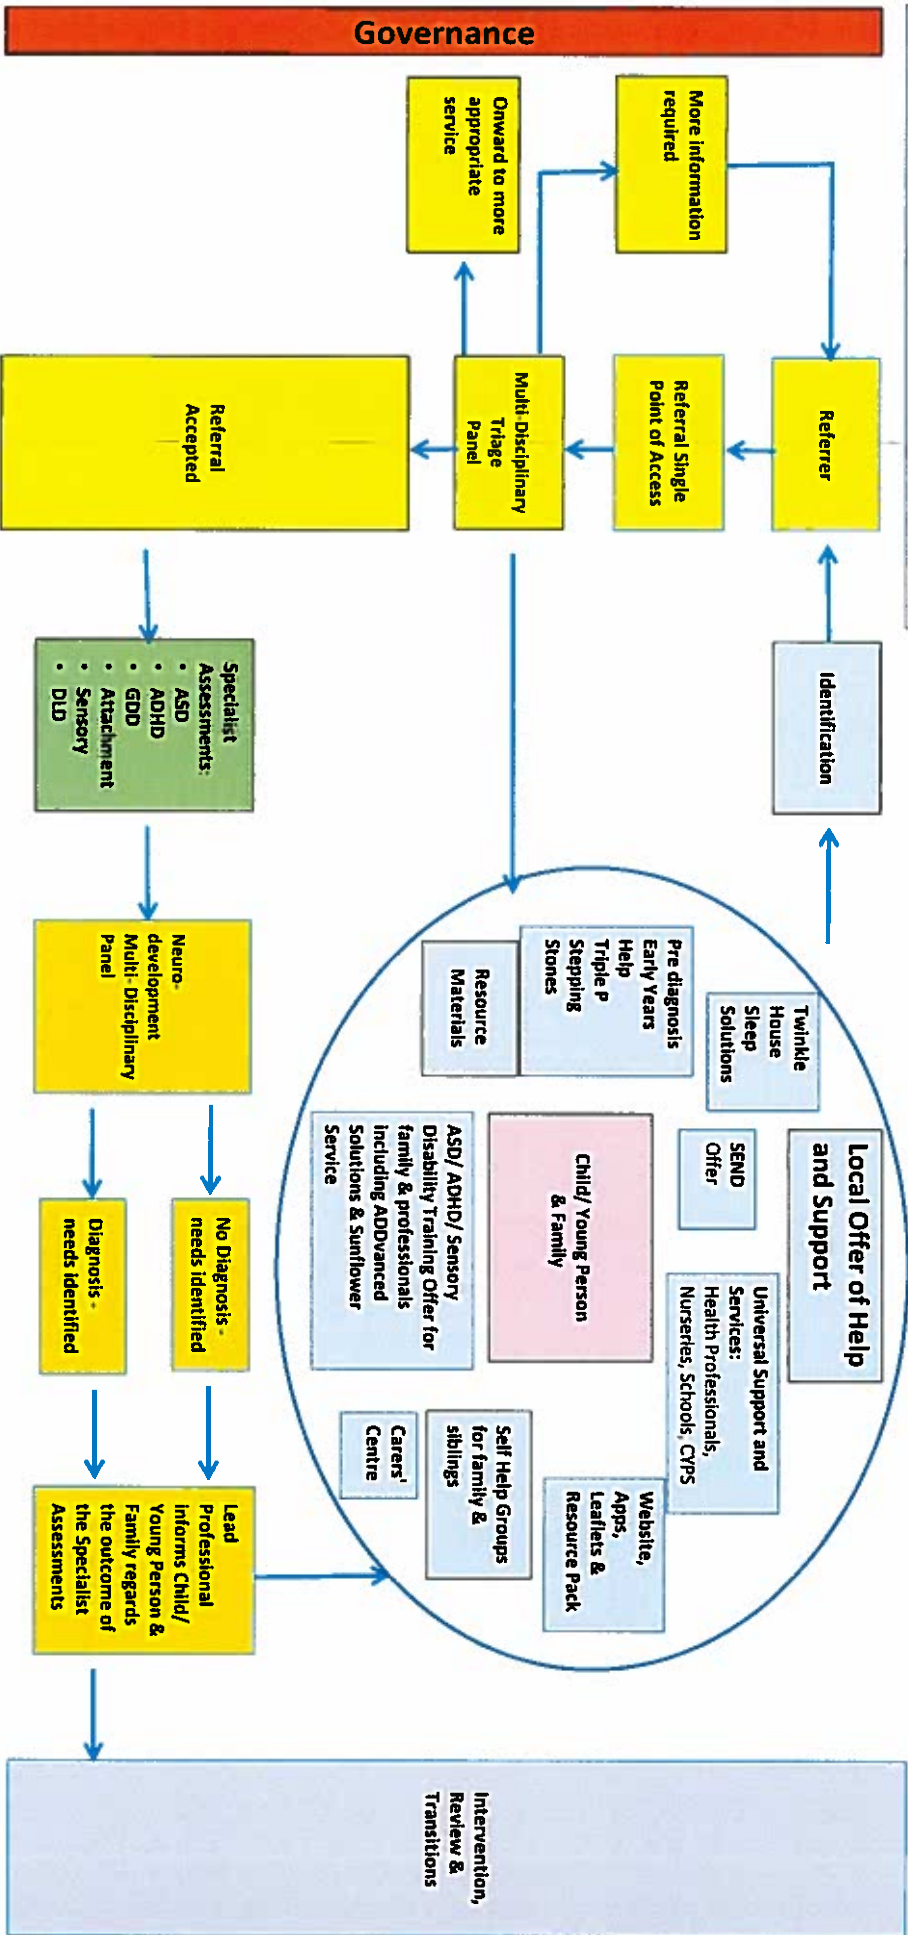 Governance
More information
required
Onward to more
appropriate
service
Referrer
Referral Single
Point of Access
Multi-Disciplinary
Triage
Panel
Referral
Accepted
Identification
Specialist
Assessments:
• ASD
• ADHD
• GDD
• Attachment
• Sensory
• DLD
Local Offer of Help
and Support
Twinkle
House
Sleep
Solutions
SEND
Offer
Universal Support and
Services:
Health Professionals,
Nurseries, Schools, CYPS
Pre diagnosis
Early Years
Help
Triple P
Stepping
Stones
Resource
Materials
Child/ Young Person
& Family
Website,
Apps,
Leaflets &
Resource Pack
ASD/ ADHD/ Sensory
Disability Training Offer for
family & professionals
including ADDvanced
Solutions & Sunflower
Service
Self Help Groups
for family &
siblings
Carers'
Centre
Neuro-
development
Multi- Disciplinary
Panel
No Diagnosis -
needs identified
Diagnosis -
needs identified
Lead
Professional
informs Child/
Young Person &
Family regards
the outcome of
the Specialist
Assessments
Intervention,
Review &
Transitions